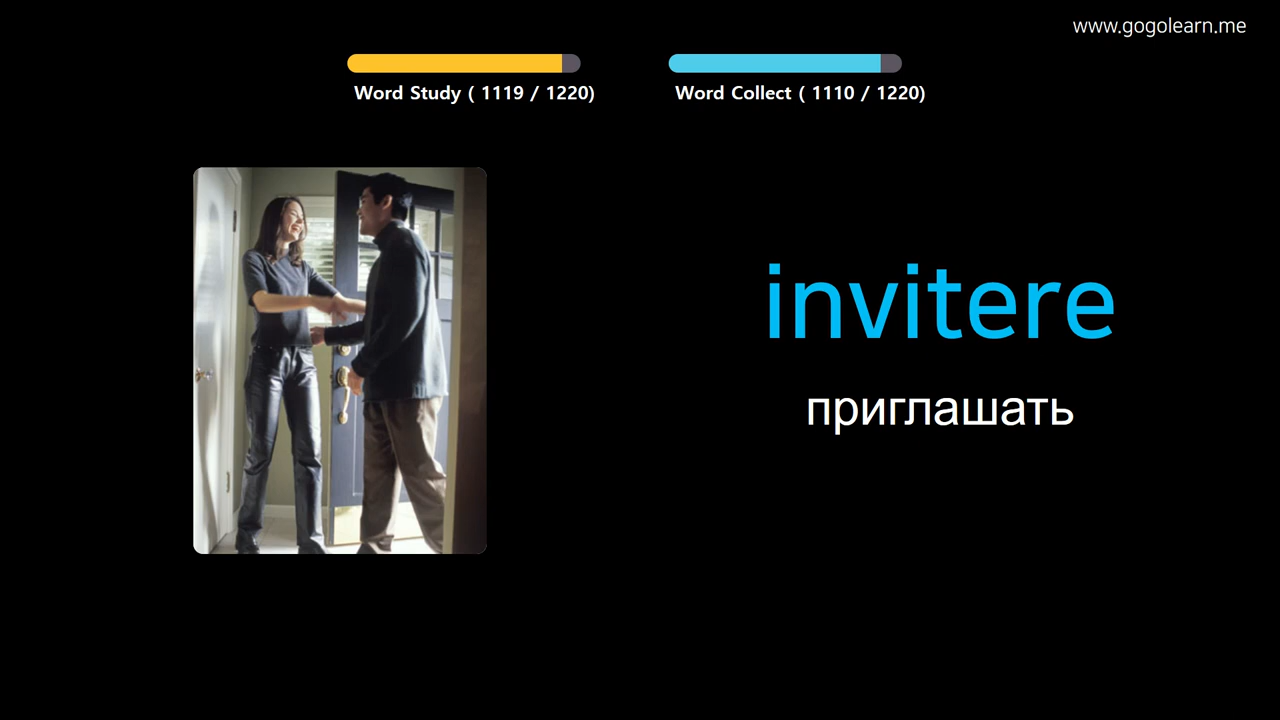 www.gogolearn.me
Word Study ( 1119 / 1220)
Word Collect ( 1110 / 1220)
invitere
приглашать